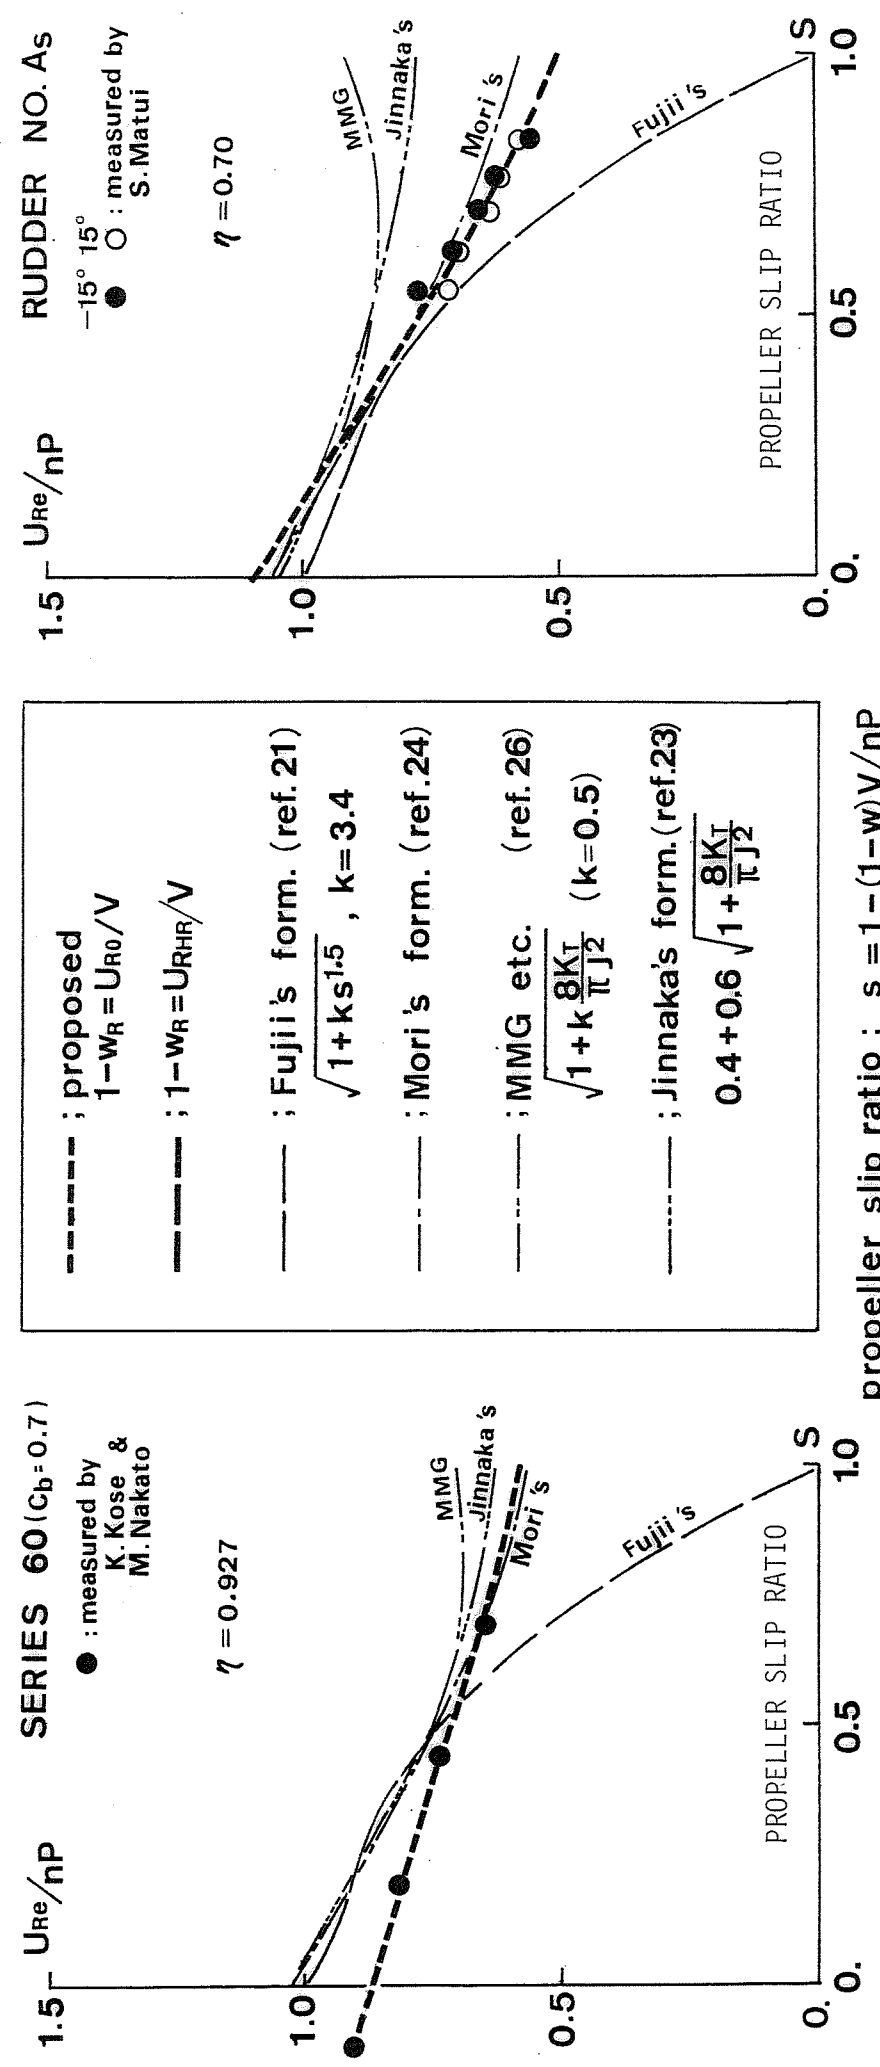 SERIES 60 (Cb=0.7)
● : measured by
K. Kose &
M. Nakato
η = 0.927
URe/nP
1.5
1.0
0.5
0.
MMG
Jinnaka's
Mori's
Fujii's
PROPELLER SLIP RATIO
S
0.
0.5
1.0
; proposed
1-wR = UR0/V
; 1-wR = URHR/V
; Fujii's form. (ref. 21)
√1+ks^1.5 , k=3.4
; Mori's form. (ref. 24)
; MMG etc. (ref. 26)
√1+k 8KT/πJ² (k=0.5)
; Jinnaka's form. (ref.23)
0.4+0.6 √1+ 8KT/πJ²
propeller slip ratio ; s = 1-(1-w)V/nP
RUDDER NO. As
-15° 15°
● ○ : measured by
S. Matui
η = 0.70
URe/nP
1.5
1.0
0.5
0.
MMG
Jinnaka's
Mori's
Fujii's
PROPELLER SLIP RATIO
S
0.
0.5
1.0